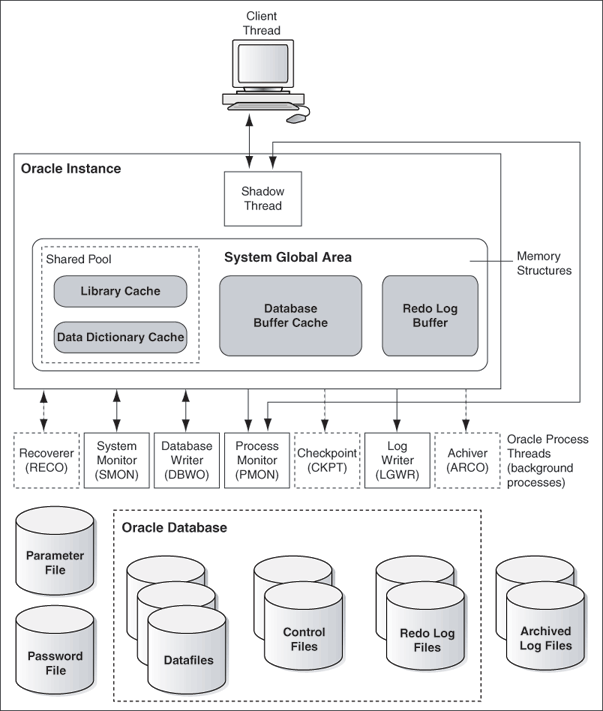 Client
Thread
Oracle Instance
Shadow
Thread
System Global Area
Shared Pool
Library Cache
Data Dictionary Cache
Database
Buffer Cache
Redo Log
Buffer
Memory
Structures
Recoverer
(RECO)
System
Monitor
(SMON)
Database
Writer
(DBWO)
Process
Monitor
(PMON)
Checkpoint
(CKPT)
Log
Writer
(LGWR)
Achiver
(ARCO)
Oracle Process
Threads
(background
processes)
Parameter
File
Password
File
Oracle Database
Datafiles
Control
Files
Redo Log
Files
Archived
Log Files